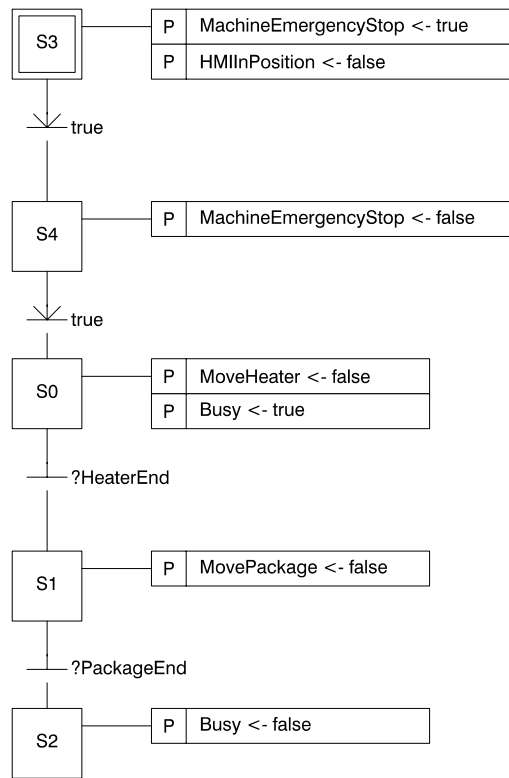 S3
P MachineEmergencyStop <- true
P HMIInPosition <- false
true
S4
P MachineEmergencyStop <- false
true
S0
P MoveHeater <- false
P Busy <- true
?HeaterEnd
S1
P MovePackage <- false
?PackageEnd
S2
P Busy <- false